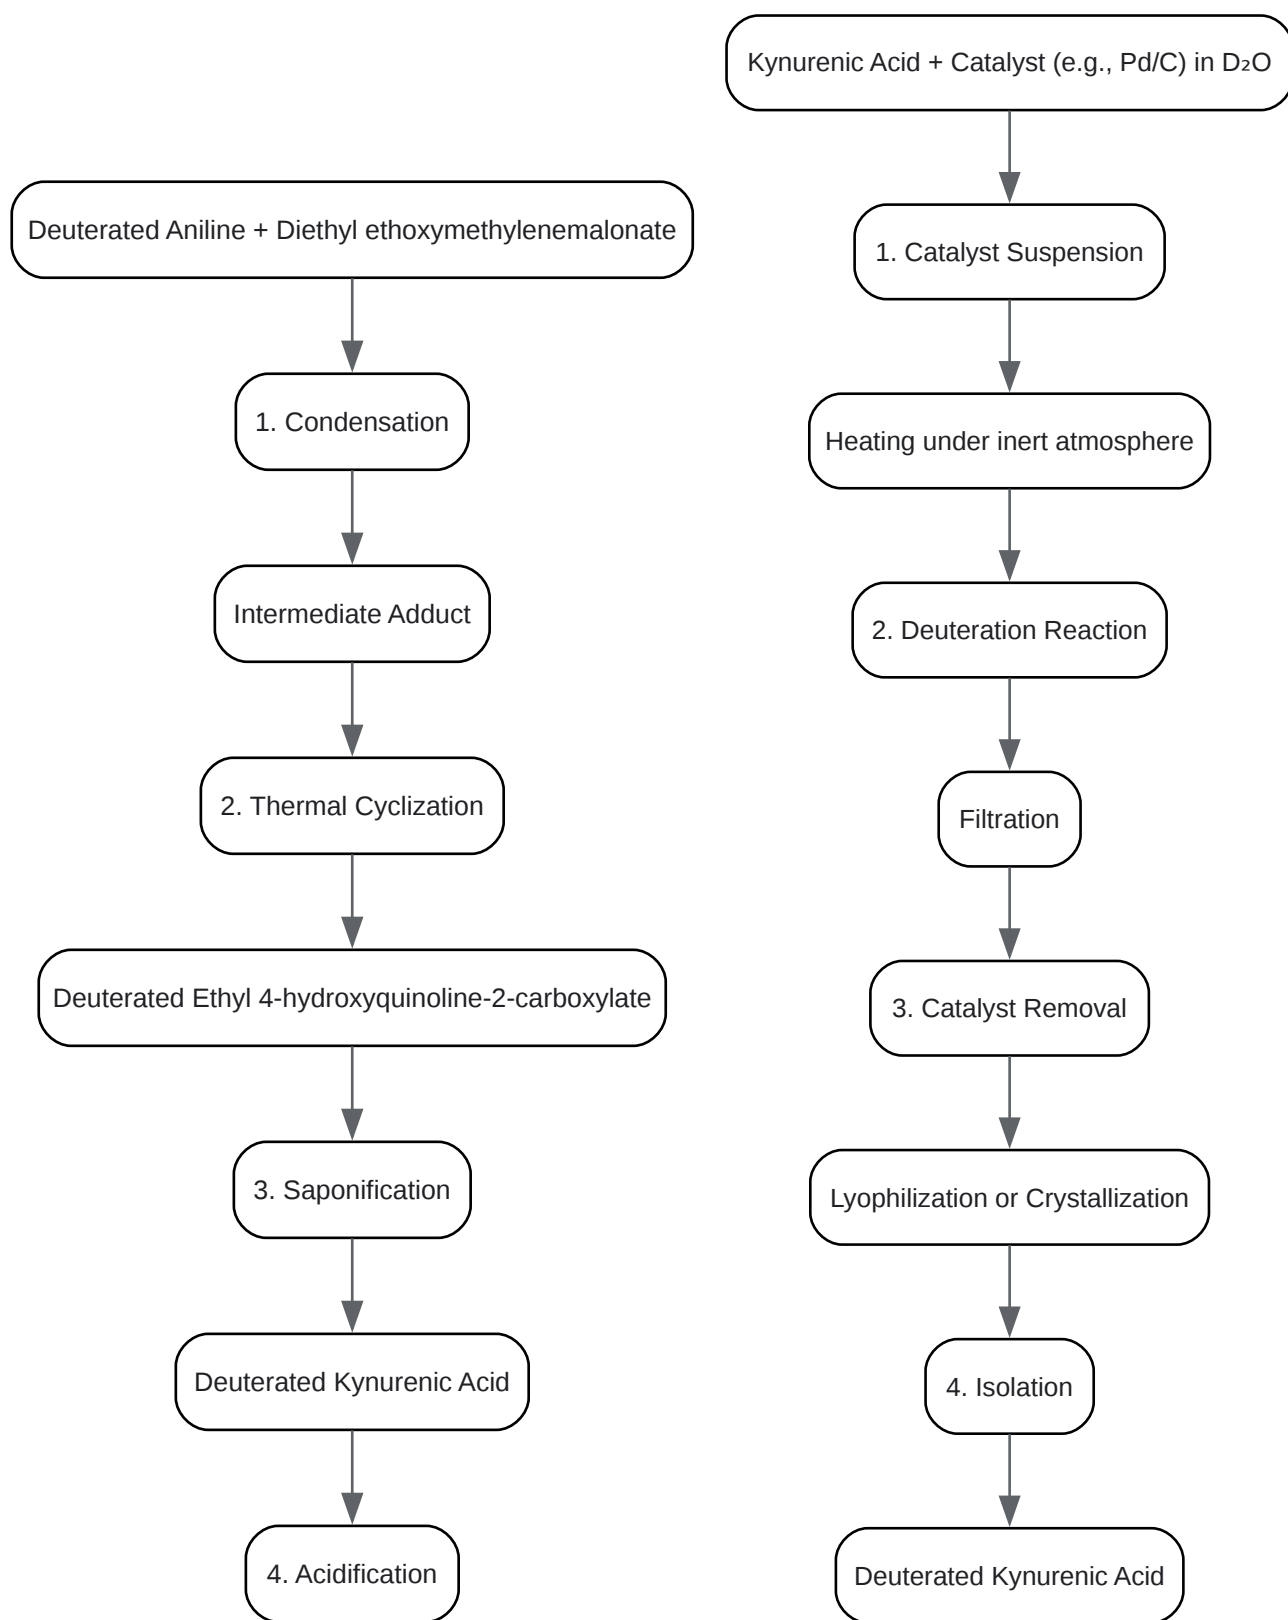 Deuterated Aniline + Diethyl ethoxymethylenemalonate
1. Condensation
Intermediate Adduct
2. Thermal Cyclization
Deuterated Ethyl 4-hydroxyquinoline-2-carboxylate
3. Saponification
Deuterated Kynurenic Acid
4. Acidification
Kynurenic Acid + Catalyst (e.g., Pd/C) in D₂O
1. Catalyst Suspension
Heating under inert atmosphere
2. Deuteration Reaction
Filtration
3. Catalyst Removal
Lyophilization or Crystallization
4. Isolation
Deuterated Kynurenic Acid